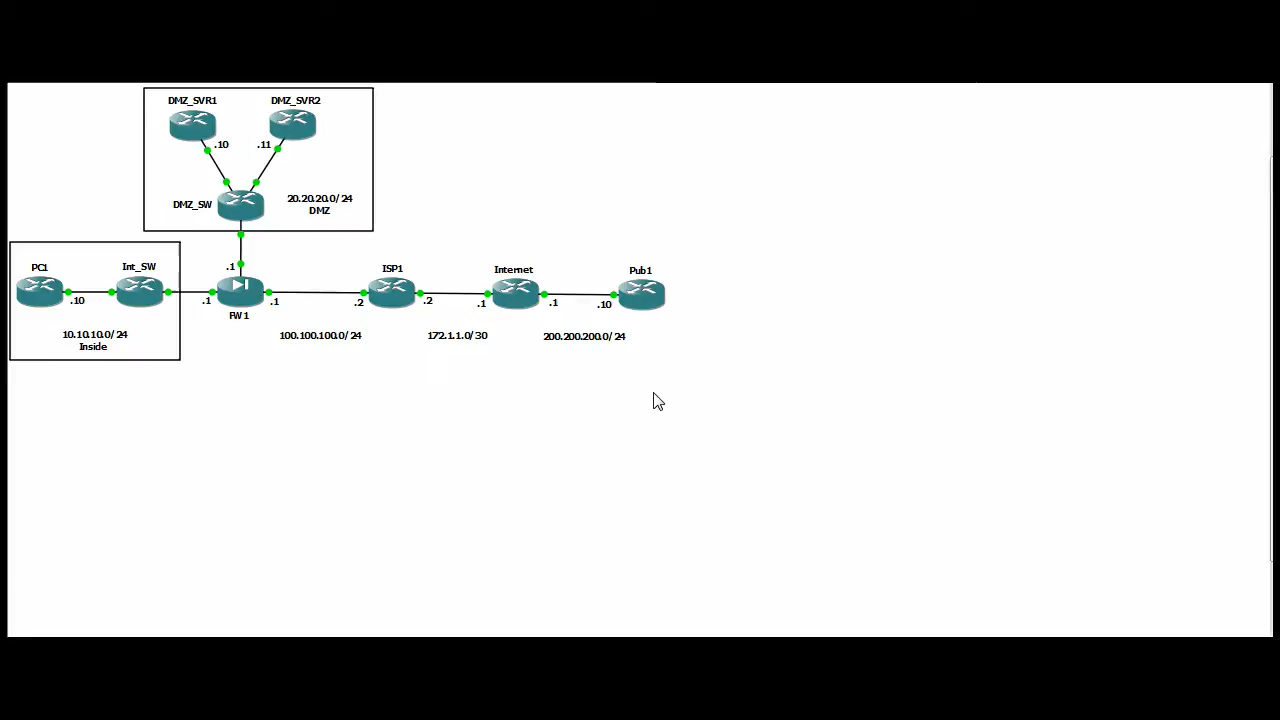 DMZ_SVR1
DMZ_SVR2
.10
.11
DMZ_SW
20.20.20.0/24
DMZ
.1
PC1
Int_SW
ISP1
Internet
Pub1
.10
.1
.1
.2
.2
.1
.1
.10
FW1
10.10.10.0/24
Inside
100.100.100.0/24
172.1.1.0/30
200.200.200.0/24